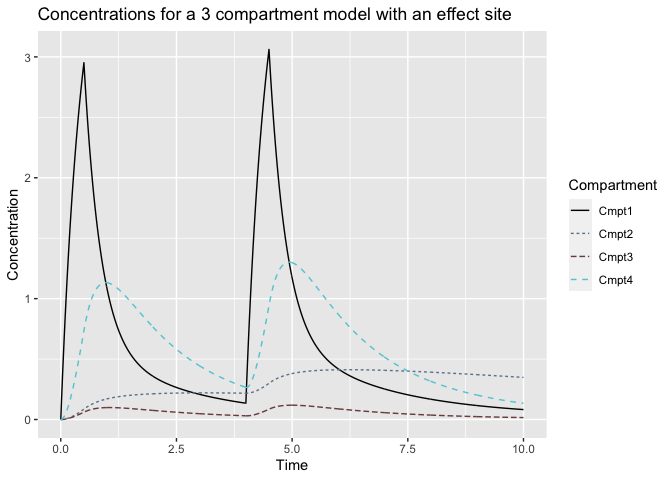 Concentrations for a 3 compartment model with an effect site
3
2
1
0
Concentration
0.0 2.5 5.0 7.5 10.0
Time
Compartment
Cmpt1
Cmpt2
Cmpt3
Cmpt4